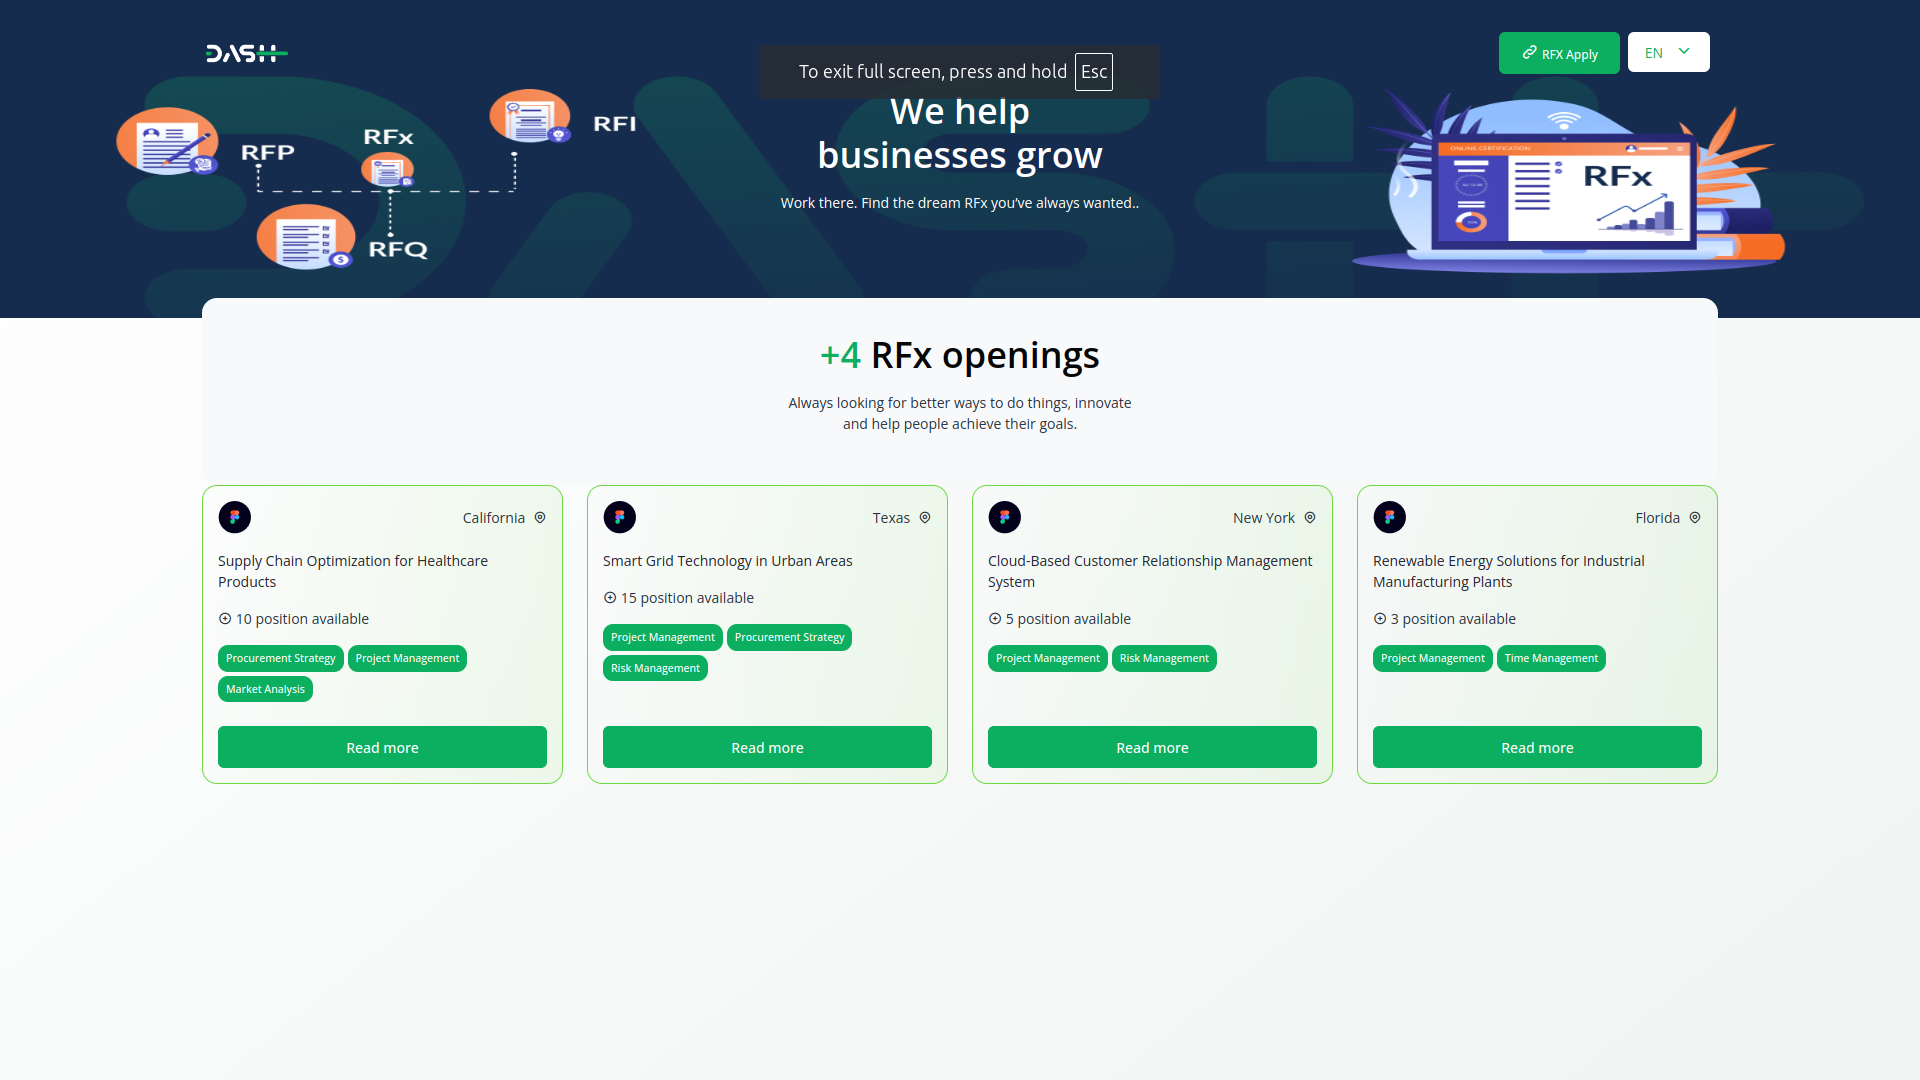 DASH
RFX Apply
EN
To exit full screen, press and hold Esc
We help
businesses grow
Work there. Find the dream RFx you’ve always wanted..
RFP
RFx
RFI
RFQ
ONLINE CERTIFICATION
RFx
+4 RFx openings
Always looking for better ways to do things, innovate
and help people achieve their goals.
California
Supply Chain Optimization for Healthcare
Products
10 position available
Procurement Strategy
Project Management
Market Analysis
Read more
Texas
Smart Grid Technology in Urban Areas
15 position available
Project Management
Procurement Strategy
Risk Management
Read more
New York
Cloud-Based Customer Relationship Management
System
5 position available
Project Management
Risk Management
Read more
Florida
Renewable Energy Solutions for Industrial
Manufacturing Plants
3 position available
Project Management
Time Management
Read more